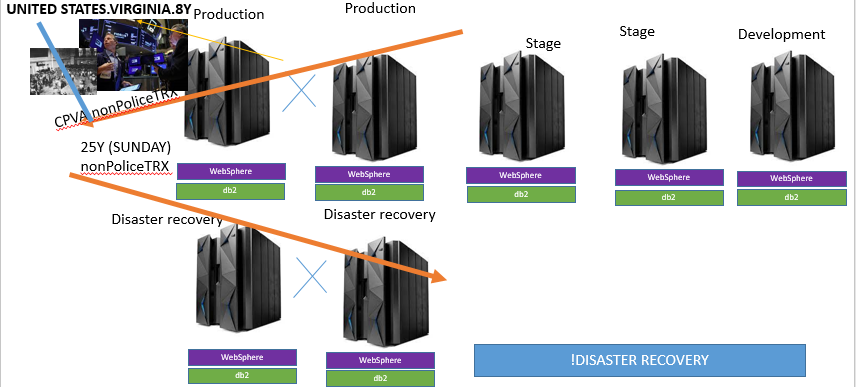 UNITED STATES.VIRGINIA.8Y
Production
Production
Stage
Stage
Development
CPVA nonPoliceTRX
25Y (SUNDAY)
nonPoliceTRX
WebSphere
db2
WebSphere
db2
WebSphere
db2
WebSphere
db2
WebSphere
db2
Disaster recovery
Disaster recovery
WebSphere
db2
WebSphere
db2
!DISASTER RECOVERY